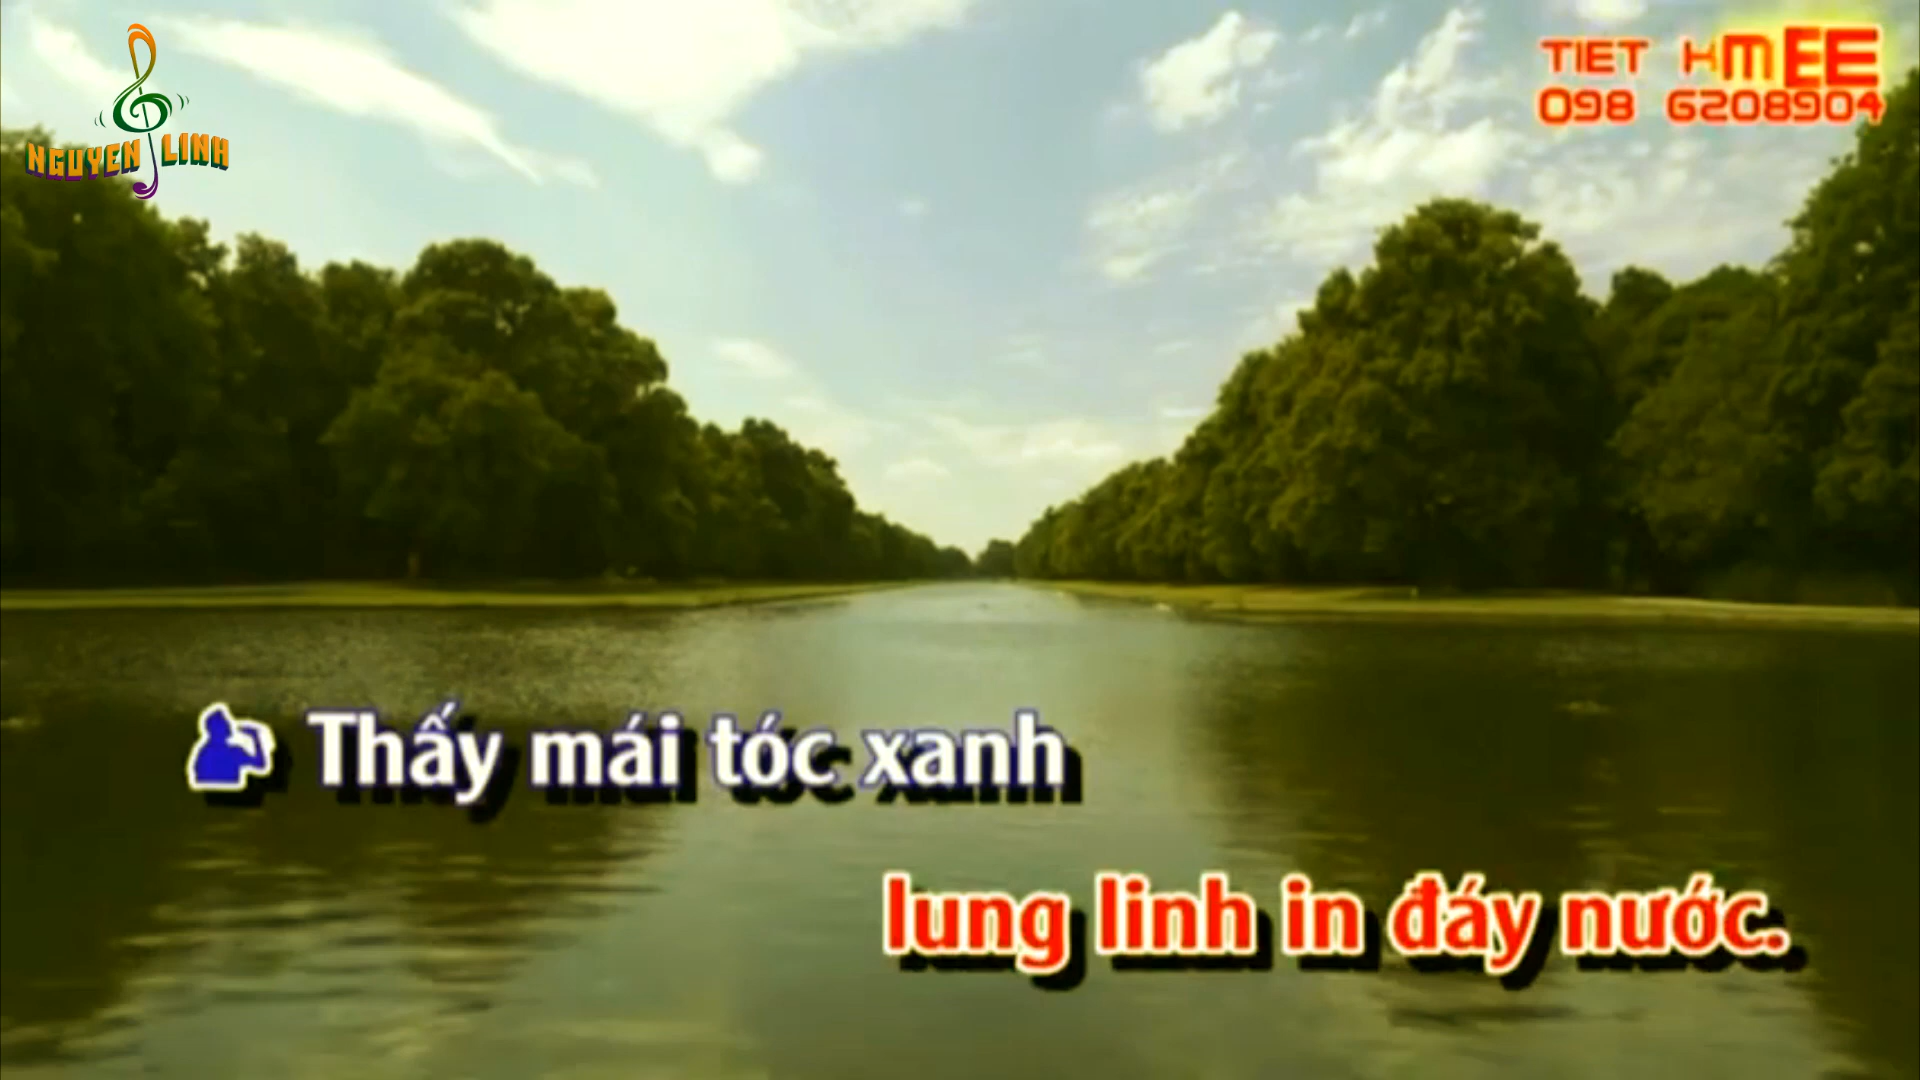 NGUYEN LINH
TIET KMEE
098 6208904
Thấy mái tóc xanh
lung linh in đáy nước.